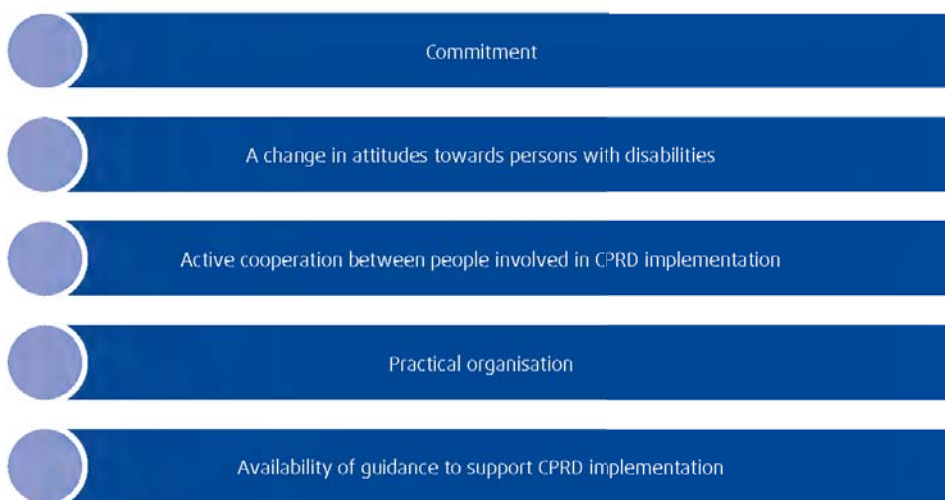 Commitment
A change in attitudes towards persons with disabilities
Active cooperation between people involved in CPRD implementation
Practical organisation
Availability of guidance to support CPRD implementation